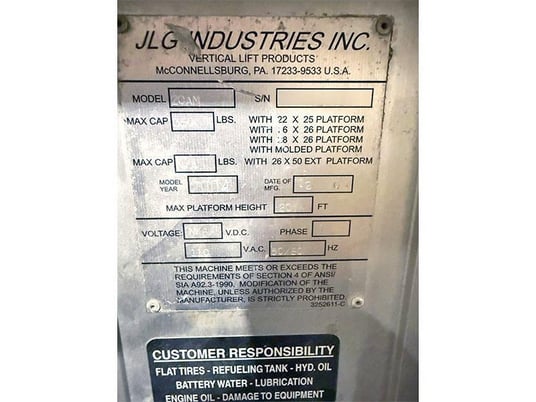 JLG INDUSTRIES INC.
VERTICAL LIFT PRODUCTS
McCONNELLSBURG, PA. 17233-9533 U.S.A.
MODEL S/N
MAX CAP LBS. WITH 22 X 25 PLATFORM
WITH .6 X 26 PLATFORM
WITH .8 X 26 PLATFORM
WITH MOLDED PLATFORM
MAX CAP LBS. WITH 26 X 50 EXT PLATFORM
MODEL YEAR DATE OF MFG.
MAX PLATFORM HEIGHT 20 FT
VOLTAGE: V.D.C. PHASE
V.A.C. HZ
THIS MACHINE MEETS OR EXCEEDS THE
REQUIREMENTS OF SECTION 4 OF ANSI/
SIA A92.3-1990. MODIFICATION OF THE
MACHINE, UNLESS AUTHORIZED BY THE
MANUFACTURER, IS STRICTLY PROHIBITED.
3252611-C
CUSTOMER RESPONSIBILITY
FLAT TIRES - REFUELING TANK - HYD. OIL
BATTERY WATER - LUBRICATION
ENGINE OIL - DAMAGE TO EQUIPMENT